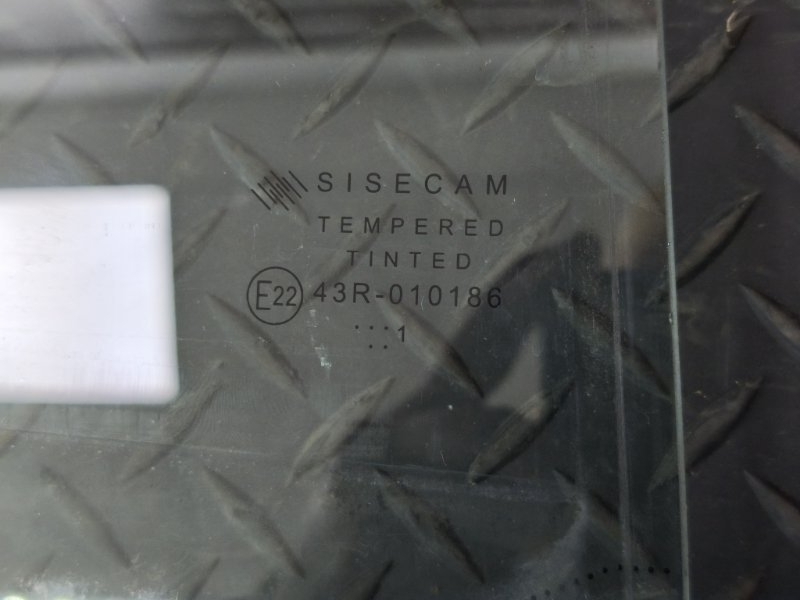 SISECAM
TEMPERED
TINTED
E22 43R-010186
1